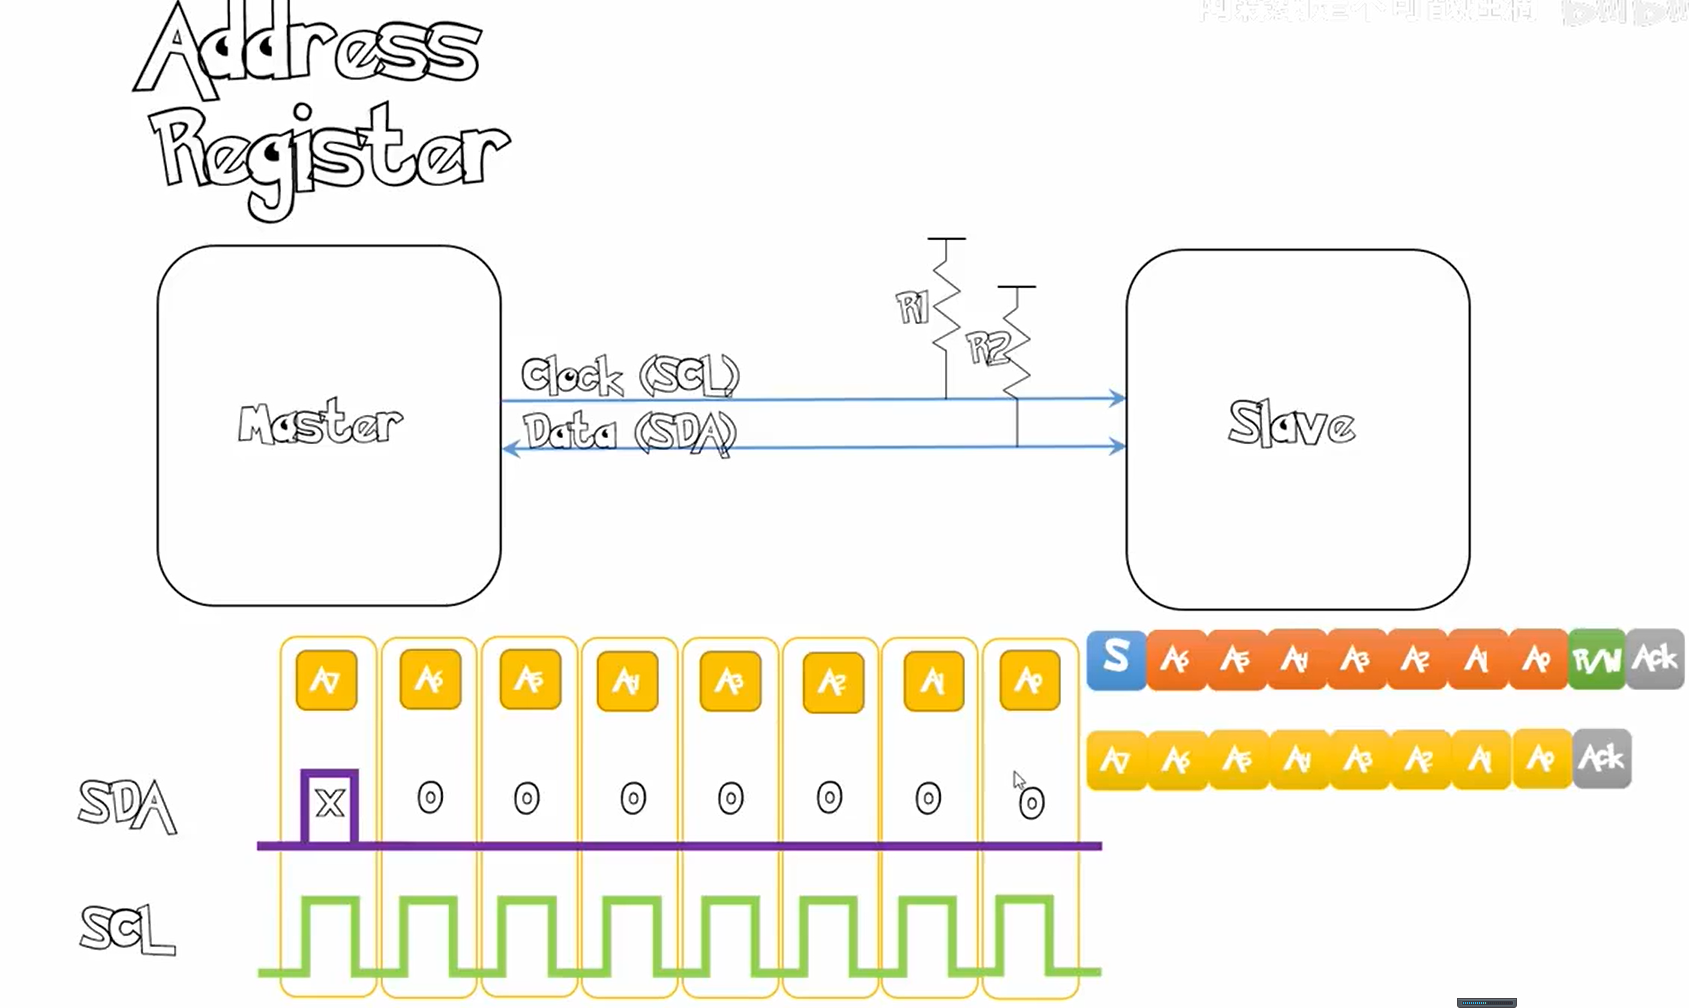 Address
Register
R1
R2
Clock (SCL)
Data (SDA)
Master
Slave
A7 A6 A5 A4 A3 A2 A1 A0
S A6 A5 A4 A3 A2 A1 A0 R/W Ack
A7 A6 A5 A4 A3 A2 A1 A0 Ack
SDA X 0 0 0 0 0 0 0
SCL